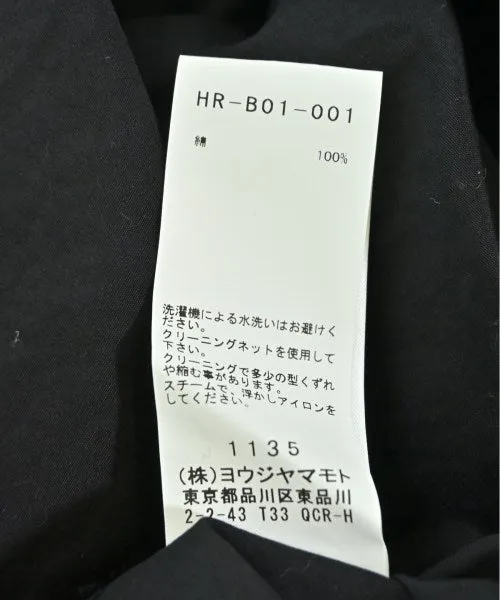 HR-B01-001
綿 100%
洗濯機による水洗いはお避けく
ださい。
クリーニングネットを使用して
下さい。
クリーニングで多少の型くずれ
や縮む事があります。
スチームで、浮かしアイロンを
してください。
1135
(株)ヨウジヤマモト
東京都品川区東品川
2-2-43 T33 QCR-H